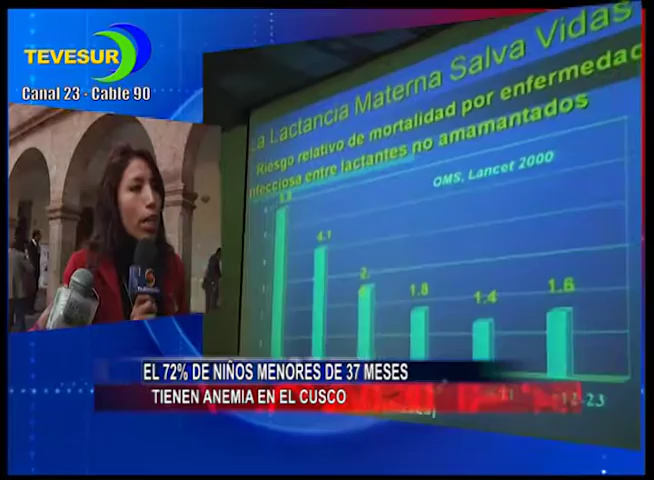 TEVESUR
Canal 23 - Cable 90
La Lactancia Materna Salva Vidas
Riesgo relativo de mortalidad por enfermedad
infecciosa entre lactantes no amamantados
OMS, Lancet 2000
4.1
1.8
1.4
1.6
12-23
EL 72% DE NIÑOS MENORES DE 37 MESES
TIENEN ANEMIA EN EL CUSCO